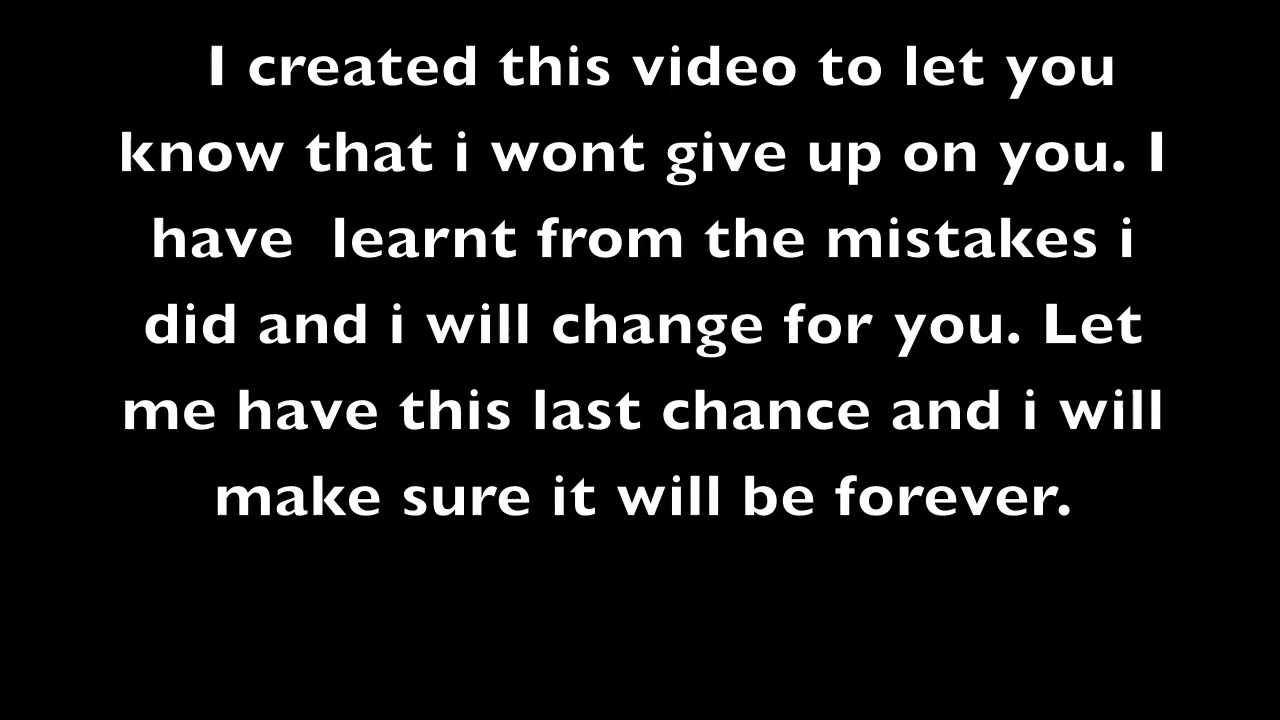 I created this video to let you
know that i wont give up on you. I
have  learnt from the mistakes i
did and i will change for you. Let
me have this last chance and i will
make sure it will be forever.